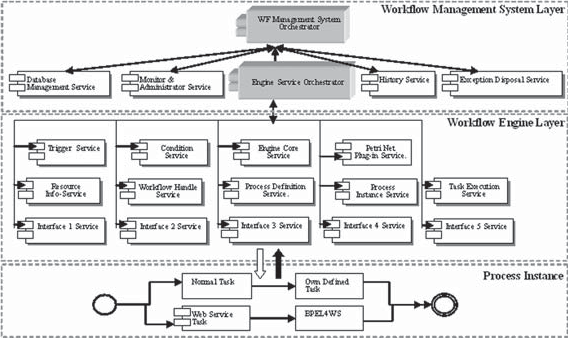 Workflow Management System Layer
WF Management System
Orchestrator
Database
Management Service
Monitor &
Administrator Service
Engine Service Orchestrator
History Service
Exception Disposal Service
Workflow Engine Layer
Trigger Service
Condition
Service
Engine Core
Service
Petri Net
Plug-in Service.
Resource
Info-Service
Workflow Handle
Service
Process Definition
Service.
Process
Instance Service
Task Execution
Service
Interface 1 Service
Interface 2 Service
Interface 3 Service
Interface 4 Service
Interface 5 Service
Process Instance
Normal Task
Own Defined
Task
Web Service
Task
BPEL4WS